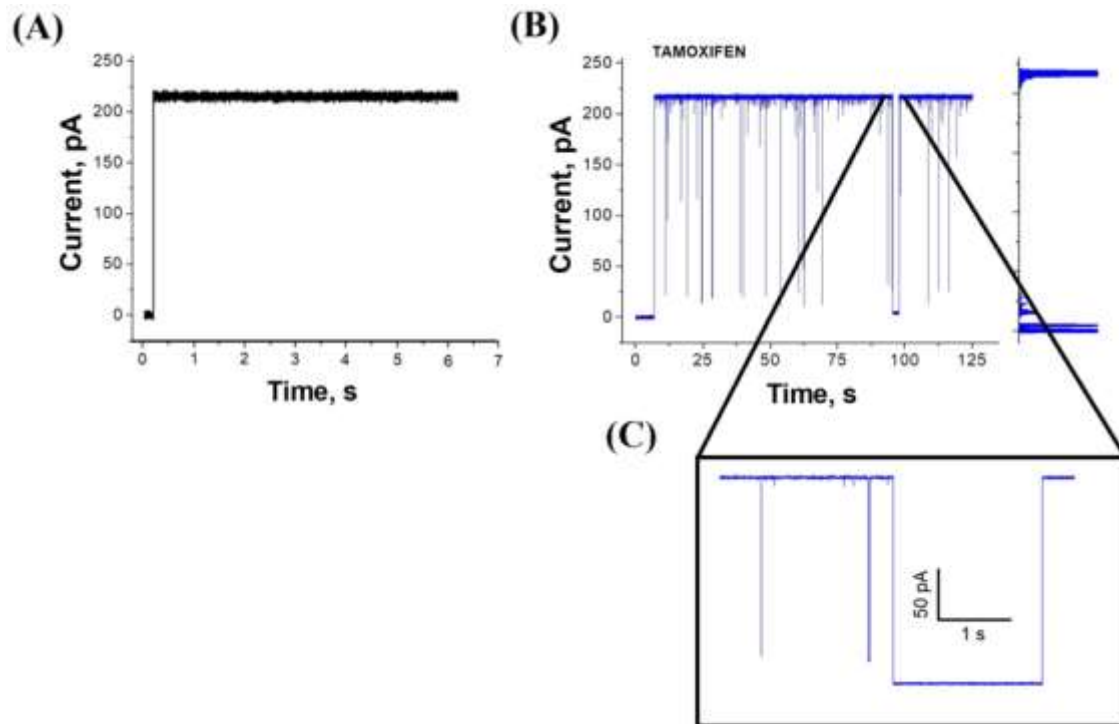 (A)
250
200
150
100
50
0
Current, pA
0 1 2 3 4 5 6 7
Time, s
(B)
TAMOXIFEN
250
200
150
100
50
0
Current, pA
0 25 50 75 100 125
Time, s
(C)
50 pA
1 s